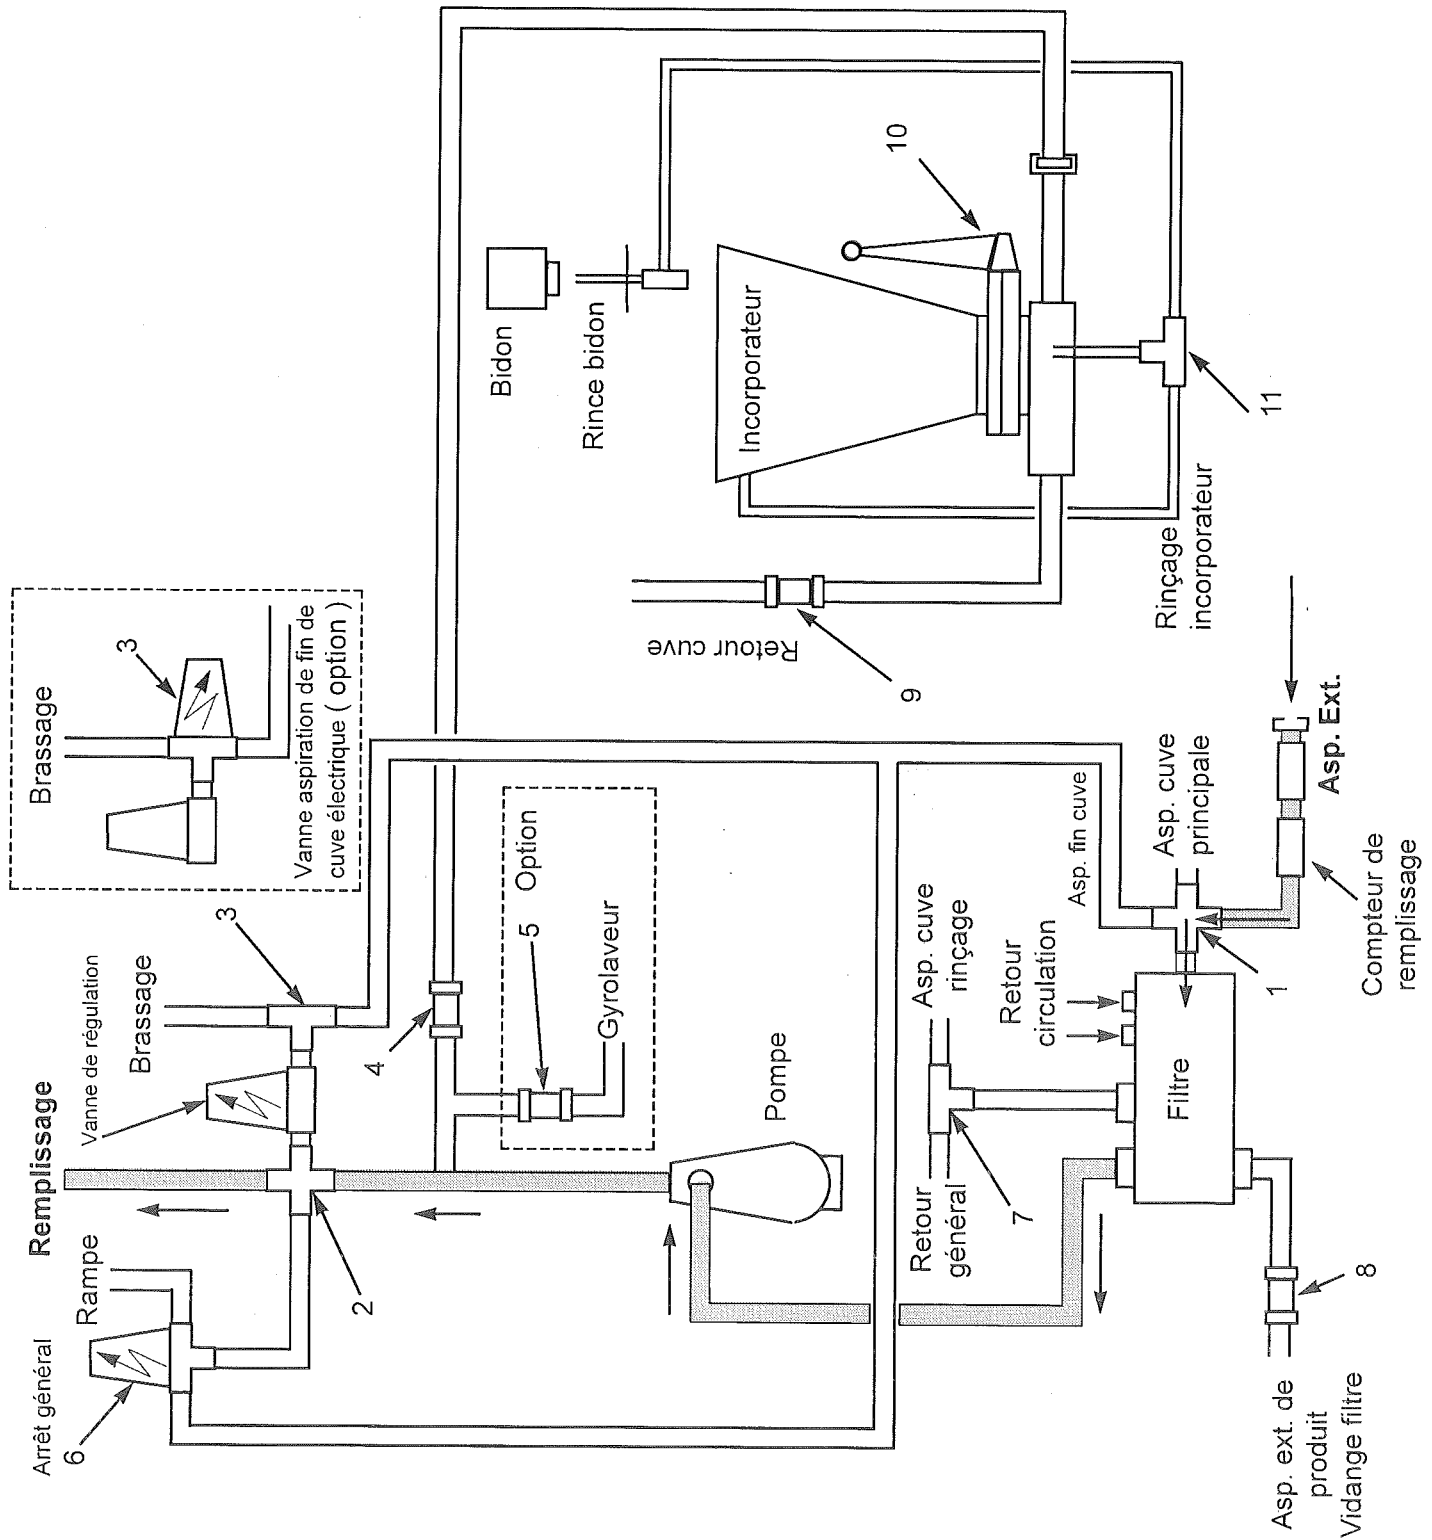 Arrêt général
6
Rampe
Remplissage
Vanne de régulation
Brassage
3
2
4
5
Option
Gyrolaveur
Pompe
Brassage
3
Vanne aspiration de fin de
cuve électrique ( option )
Bidon
Rince bidon
Incorporateur
10
11
Rinçage
incorporateur
Retour cuve
9
Asp. Ext.
Compteur de
remplissage
Asp. cuve
principale
Asp. fin cuve
1
Asp. cuve
rinçage
Retour
circulation
Filtre
Retour
général
7
8
Asp. ext. de
produit
Vidange filtre